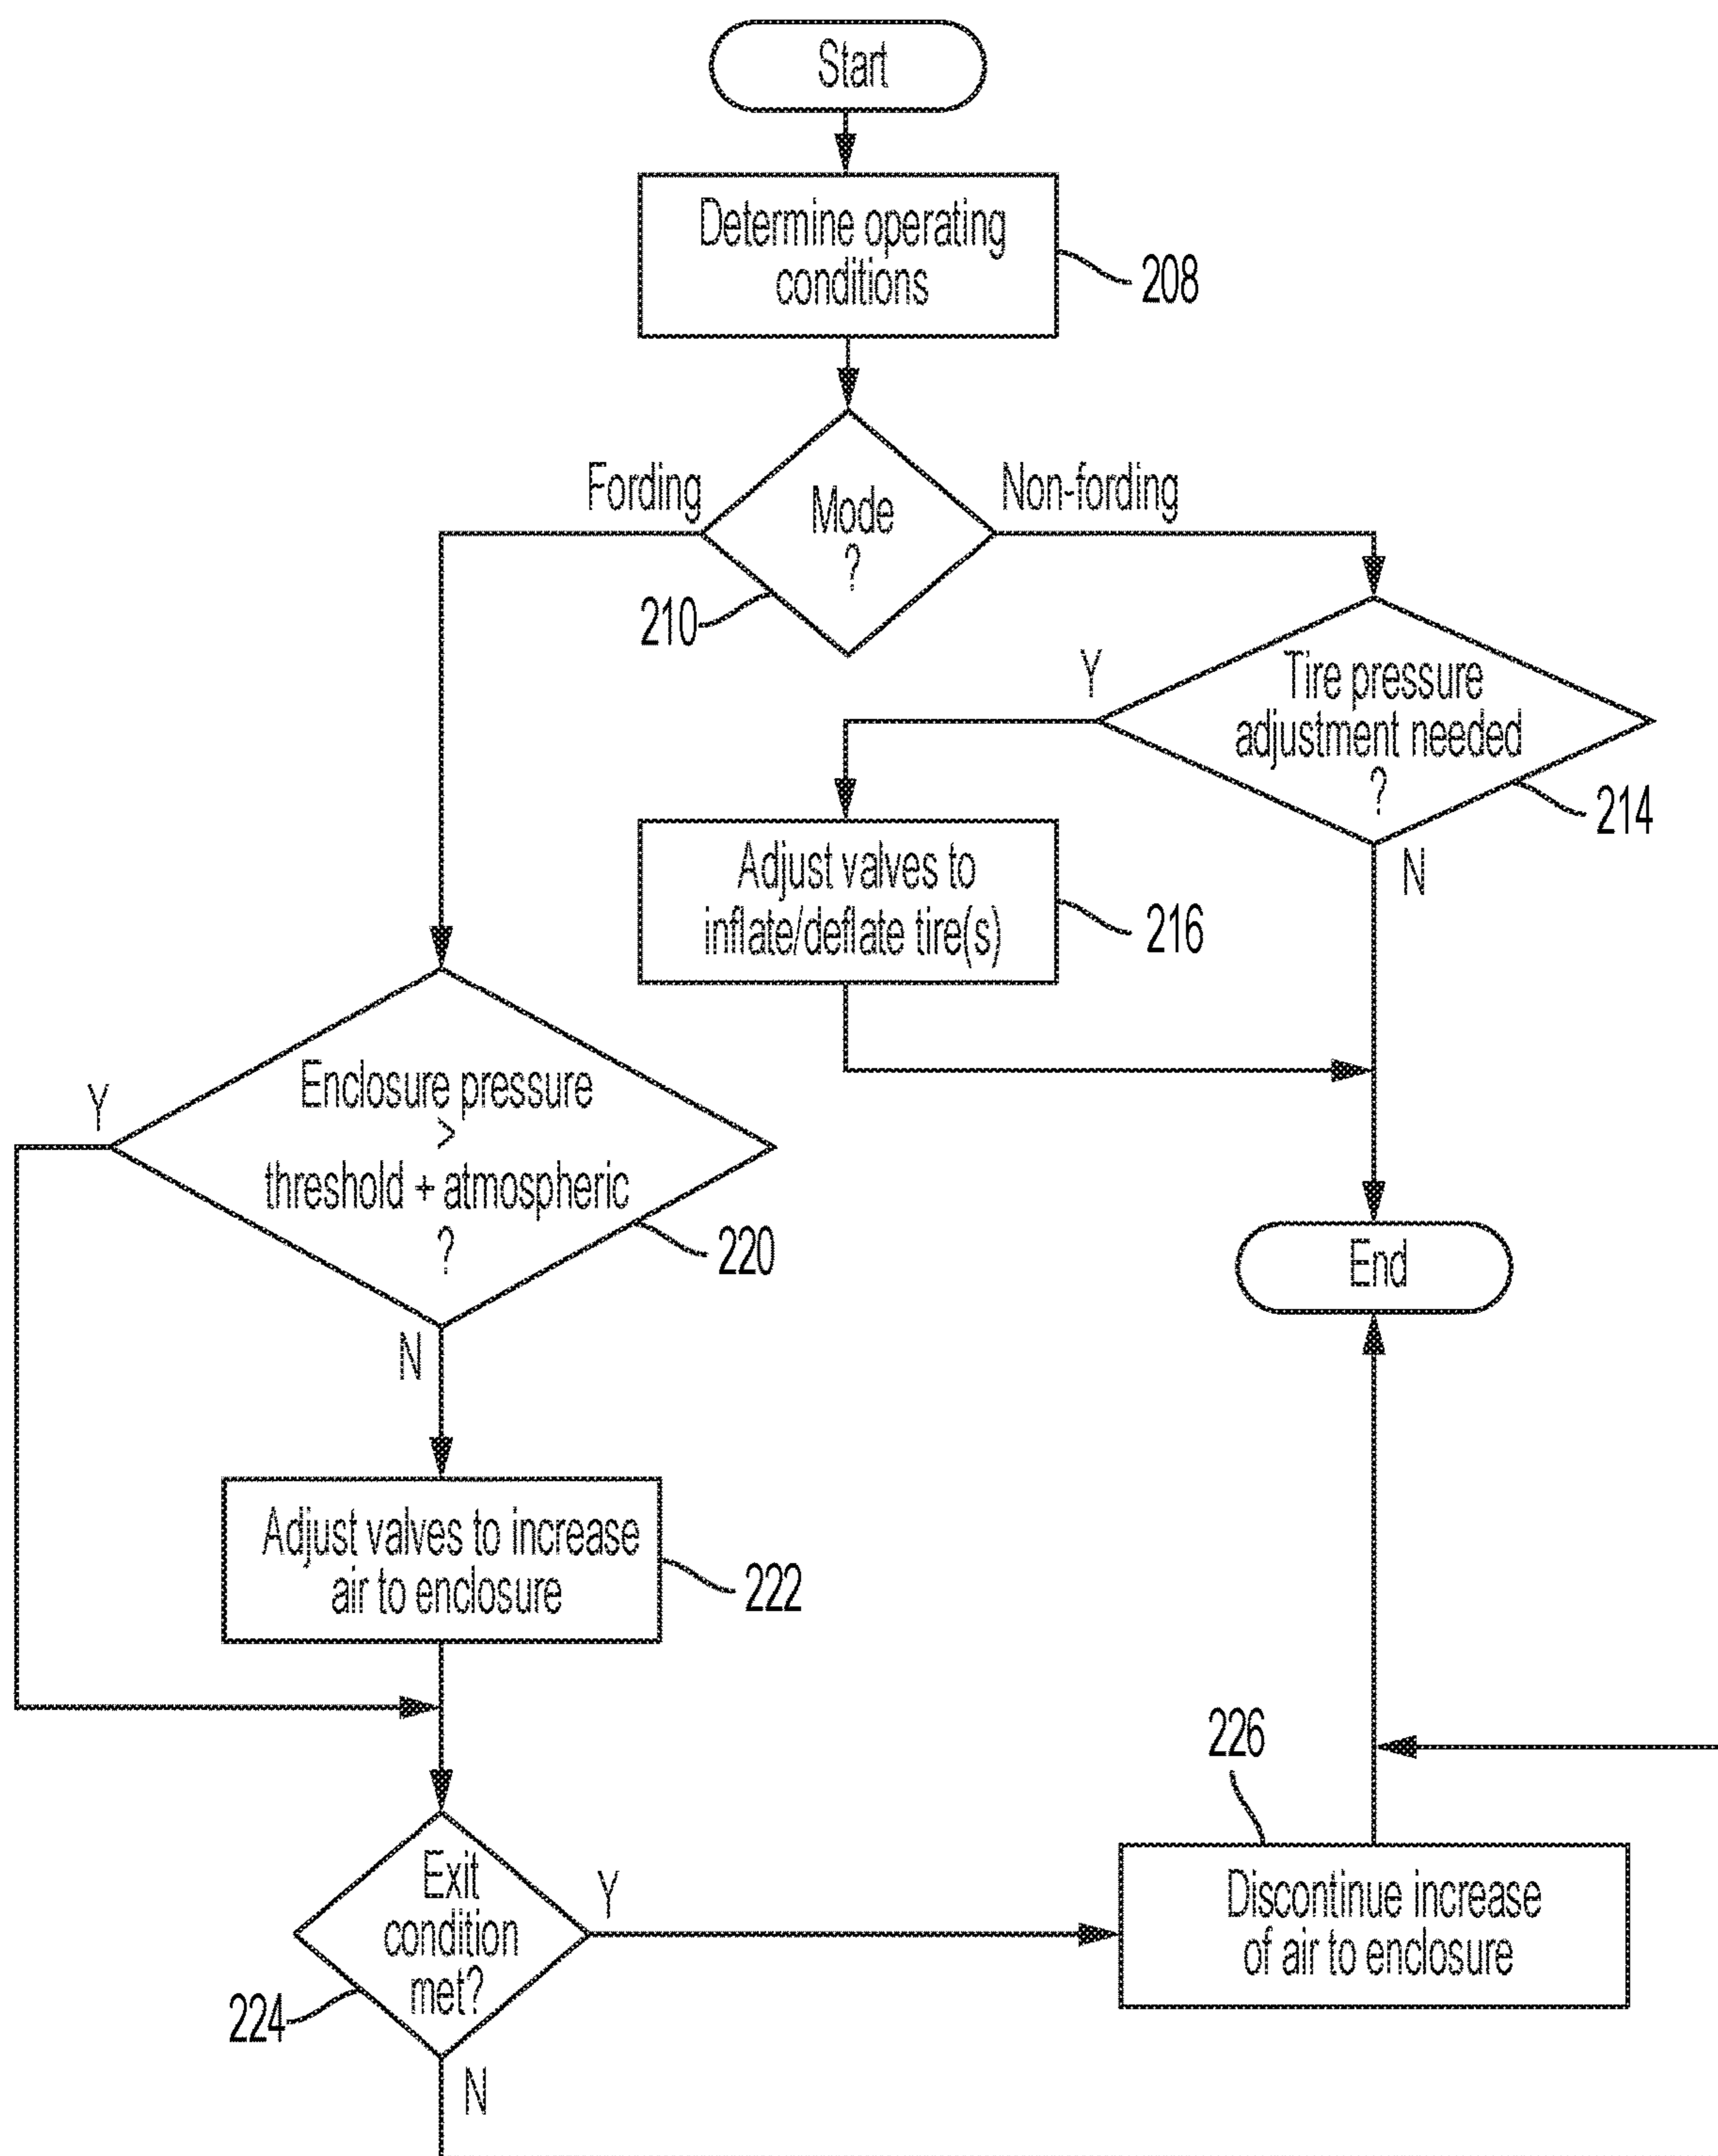 Start
Determine operating
conditions
208
Fording
Mode
?
Non-fording
210
Y
Tire pressure
adjustment needed
?
214
N
Adjust valves to
inflate/deflate tire(s)
216
Y
Enclosure pressure
>
threshold + atmospheric
?
220
End
N
Adjust valves to increase
air to enclosure
222
226
Exit
condition
met?
Y
Discontinue increase
of air to enclosure
224
N